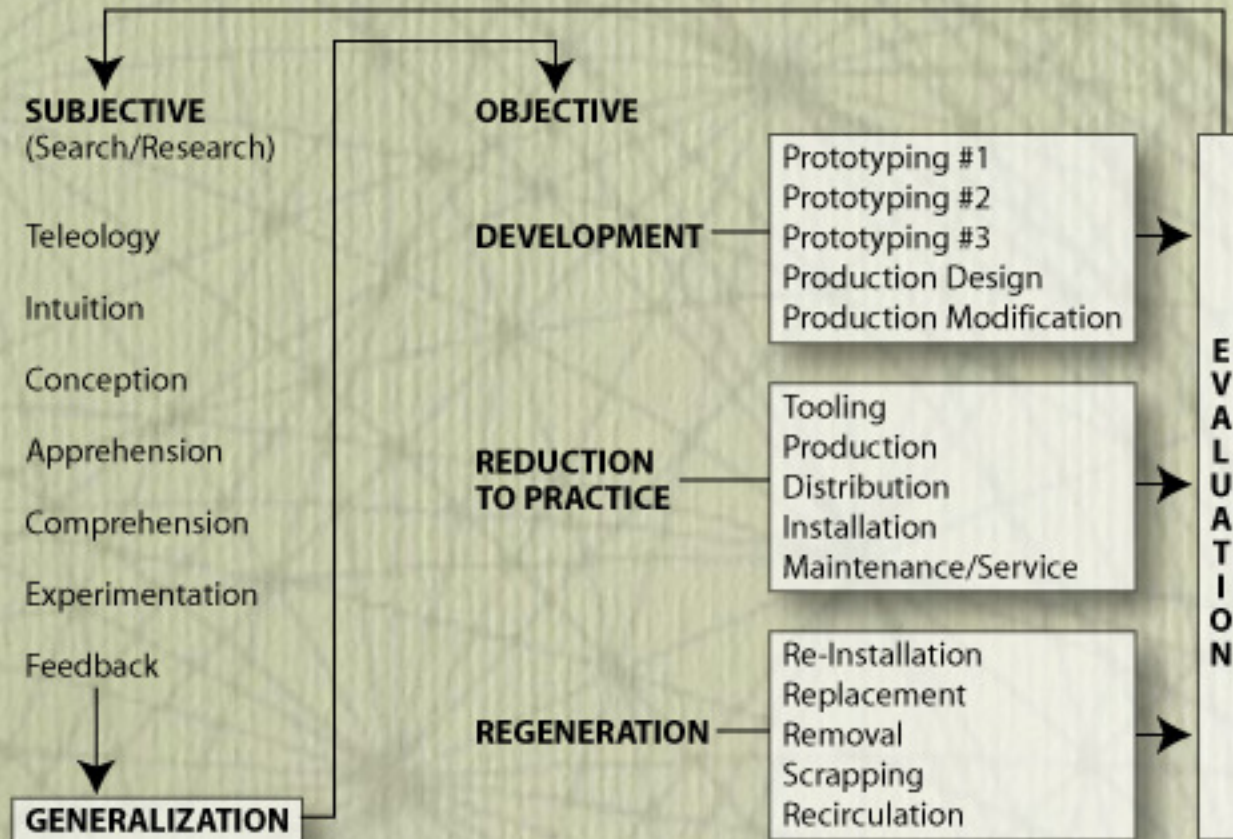 SUBJECTIVE
(Search/Research)
Teleology
Intuition
Conception
Apprehension
Comprehension
Experimentation
Feedback
GENERALIZATION
OBJECTIVE
DEVELOPMENT
Prototyping #1
Prototyping #2
Prototyping #3
Production Design
Production Modification
REDUCTION
TO PRACTICE
Tooling
Production
Distribution
Installation
Maintenance/Service
REGENERATION
Re-Installation
Replacement
Removal
Scrapping
Recirculation
EVALUATION